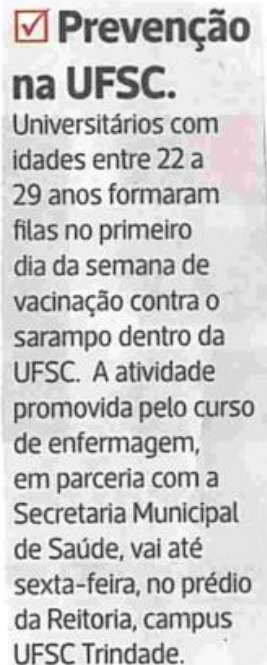 Prevenção
na UFSC.
Universitários com
idades entre 22 a
29 anos formaram
filas no primeiro
dia da semana de
vacinação contra o
sarampo dentro da
UFSC. A atividade
promovida pelo curso
de enfermagem,
em parceria com a
Secretaria Municipal
de Saúde, vai até
sexta-feira, no prédio
da Reitoria, campus
UFSC Trindade.